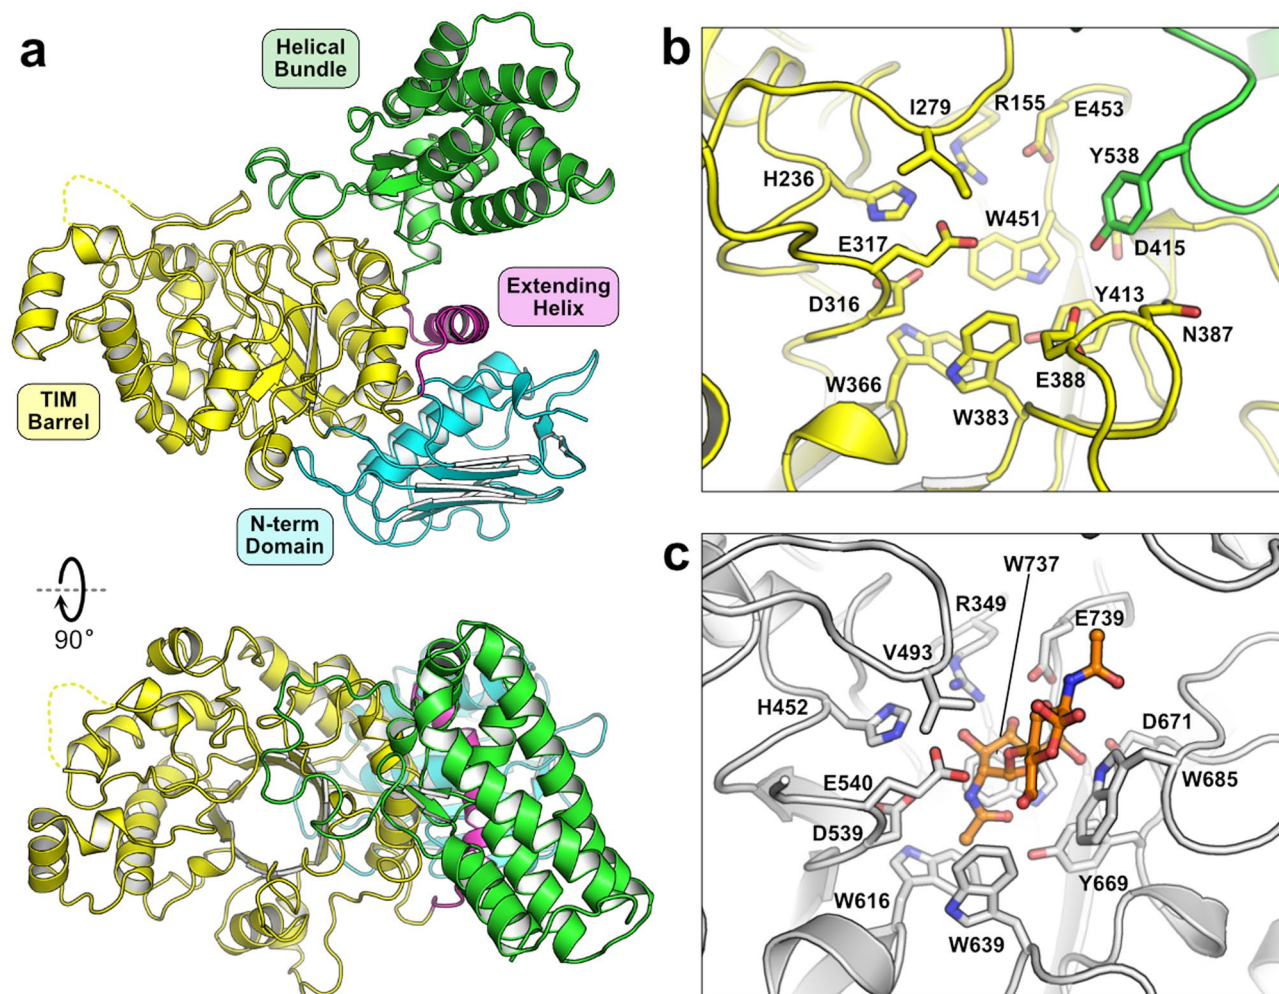 a
Helical
Bundle
Extending
Helix
TIM
Barrel
N-term
Domain
90°
b
I279
R155
E453
H236
Y538
W451
E317
D415
D316
Y413
N387
W366
E388
W383
c
W737
R349
E739
V493
H452
D671
E540
W685
D539
Y669
W616
W639